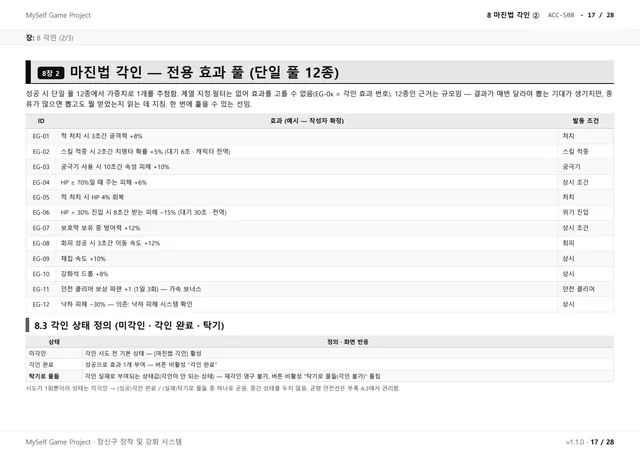 MySelf Game Project
8 마진법 각인 ② ACC-S08 · 17 / 28
장: 8 각인 (2/3)
8장 2 마진법 각인 — 전용 효과 풀 (단일 풀 12종)
성공 시 단일 풀 12종에서 가중치로 1개를 추첨함. 계열 지정·필터는 없어 효과를 고를 수 없음(EG-0x = 각인 효과 번호). 12종인 근거는 규모임 — 결과가 매번 달라야 뽑는 기대가 생기지만, 종
류가 많으면 뽑고도 뭘 얻었는지 읽는 데 지침. 한 번에 훑을 수 있는 선임.
ID 효과 (예시 — 작성자 확정) 발동 조건
EG-01 적 처치 시 3초간 공격력 +8% 처치
EG-02 스킬 적중 시 2초간 치명타 확률 +5% (대기 6초 · 캐릭터 전역) 스킬 적중
EG-03 궁극기 사용 시 10초간 속성 피해 +10% 궁극기
EG-04 HP ≥ 70%일 때 주는 피해 +6% 상시 조건
EG-05 적 처치 시 HP 4% 회복 처치
EG-06 HP < 30% 진입 시 8초간 받는 피해 −15% (대기 30초 · 전역) 위기 진입
EG-07 보호막 보유 중 방어력 +12% 상시 조건
EG-08 회피 성공 시 3초간 이동 속도 +12% 회피
EG-09 채집 속도 +10% 상시
EG-10 강화석 드롭 +8% 상시
EG-11 던전 클리어 보상 파편 +1 (1일 3회) — 가속 보너스 던전 클리어
EG-12 낙하 피해 −30% — 의존: 낙하 피해 시스템 확인 상시
8.3 각인 상태 정의 (미각인 · 각인 완료 · 탁기)
상태 정의 · 화면 반응
미각인 각인 시도 전 기본 상태 — [마진법 각인] 활성
각인 완료 성공으로 효과 1개 부여 — 버튼 비활성 "각인 완료"
탁기로 물듦 각인 실패로 부여되는 상태값(각인이 안 되는 상태) — 재각인 영구 불가, 버튼 비활성 "탁기로 물듦(각인 불가)" 툴팁
시도가 1회뿐이라 상태는 미각인 → (성공)각인 완료 / (실패)탁기로 물듦 중 하나로 굳음. 중간 상태를 두지 않음. 균형 안전선은 부록 A.3에서 관리함.
MySelf Game Project · 장신구 장착 및 강화 시스템
v1.1.0 · 17 / 28